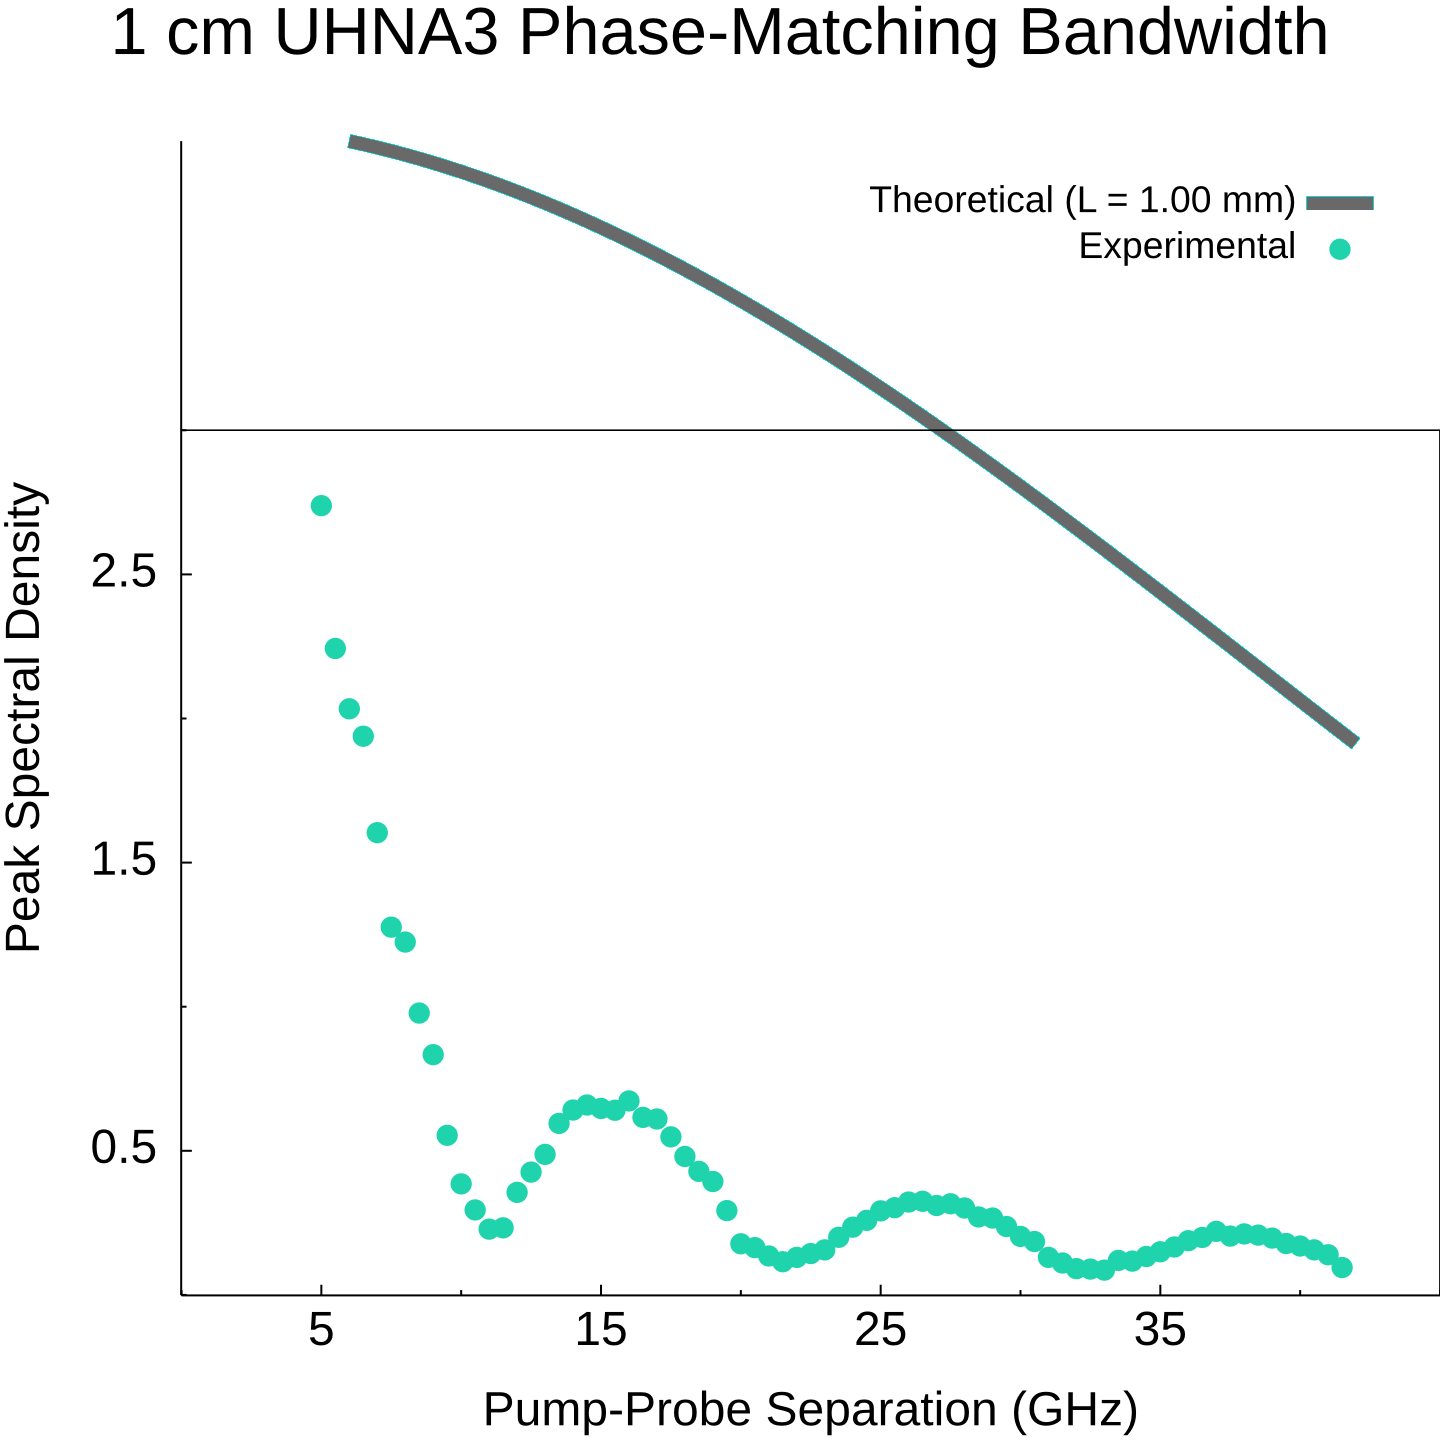 1 cm UHNA3 Phase-Matching Bandwidth
Theoretical (L = 1.00 mm)
Experimental
Peak Spectral Density
2.5
1.5
0.5
5 15 25 35
Pump-Probe Separation (GHz)